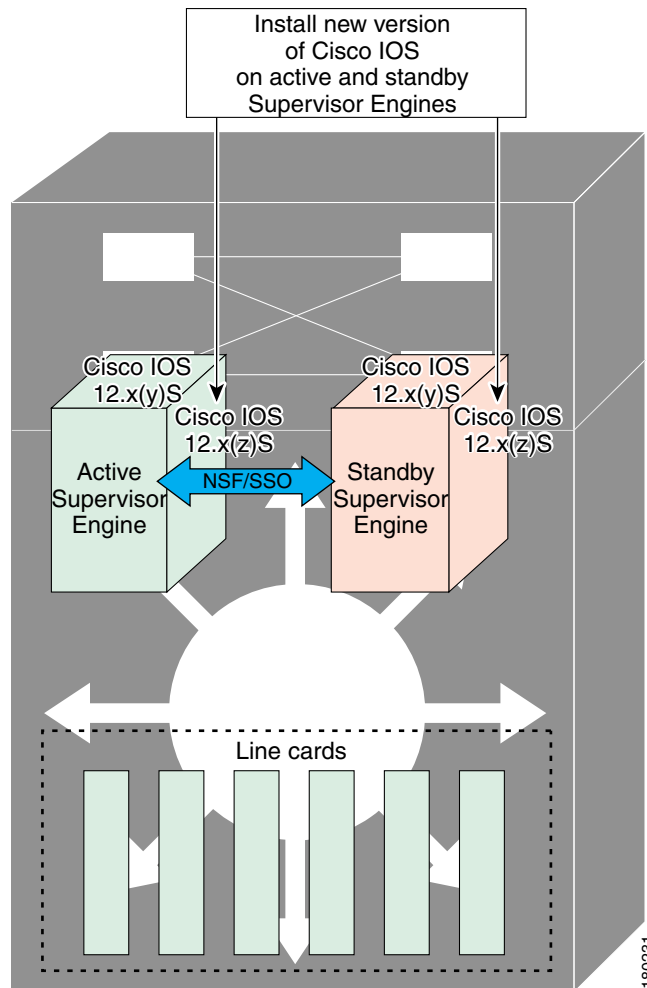 Install new version
of Cisco IOS
on active and standby
Supervisor Engines
Cisco IOS
12.x(y)S
Cisco IOS
12.x(z)S
Cisco IOS
12.x(y)S
Cisco IOS
12.x(z)S
Active
Supervisor
Engine
NSF/SSO
Standby
Supervisor
Engine
Line cards
180231